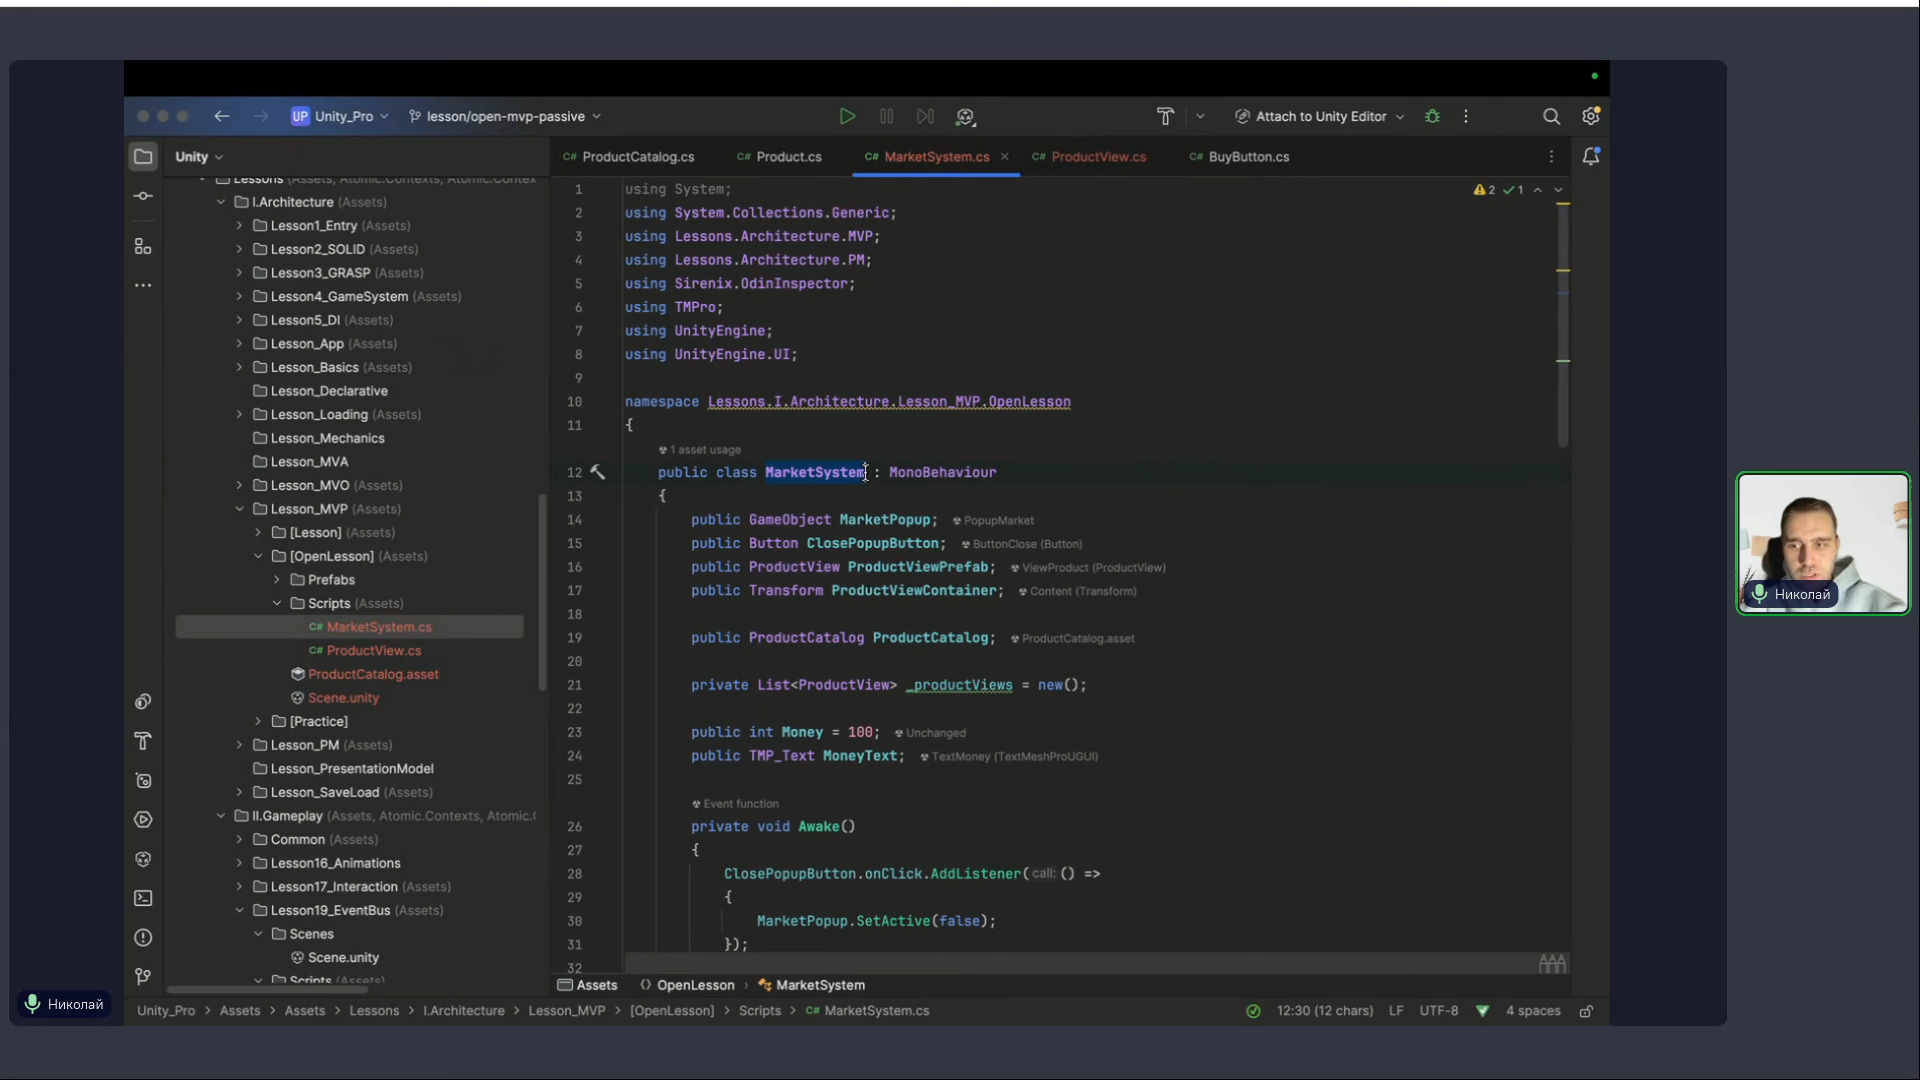 UP Unity_Pro
lesson/open-mvp-passive
Attach to Unity Editor
Unity
C# ProductCatalog.cs
C# Product.cs
C# MarketSystem.cs
C# ProductView.cs
C# BuyButton.cs
Lessons (Assets, Atomic.Contexts, Atomic.Contex
I.Architecture (Assets)
Lesson1_Entry (Assets)
Lesson2_SOLID (Assets)
Lesson3_GRASP (Assets)
Lesson4_GameSystem (Assets)
Lesson5_DI (Assets)
Lesson_App (Assets)
Lesson_Basics (Assets)
Lesson_Declarative
Lesson_Loading (Assets)
Lesson_Mechanics
Lesson_MVA
Lesson_MVO (Assets)
Lesson_MVP (Assets)
[Lesson] (Assets)
[OpenLesson] (Assets)
Prefabs
Scripts (Assets)
C# MarketSystem.cs
C# ProductView.cs
ProductCatalog.asset
Scene.unity
[Practice]
Lesson_PM (Assets)
Lesson_PresentationModel
Lesson_SaveLoad (Assets)
II.Gameplay (Assets, Atomic.Contexts, Atomic.C
Common (Assets)
Lesson16_Animations
Lesson17_Interaction (Assets)
Lesson19_EventBus (Assets)
Scenes
Scene.unity
Scripts (Assets)
2 1
1 using System;
2 using System.Collections.Generic;
3 using Lessons.Architecture.MVP;
4 using Lessons.Architecture.PM;
5 using Sirenix.OdinInspector;
6 using TMPro;
7 using UnityEngine;
8 using UnityEngine.UI;
9
10 namespace Lessons.I.Architecture.Lesson_MVP.OpenLesson
11 {
1 asset usage
12 public class MarketSystem : MonoBehaviour
13 {
14 public GameObject MarketPopup; PopupMarket
15 public Button ClosePopupButton; ButtonClose (Button)
16 public ProductView ProductViewPrefab; ViewProduct (ProductView)
17 public Transform ProductViewContainer; Content (Transform)
18
19 public ProductCatalog ProductCatalog; ProductCatalog.asset
20
21 private List<ProductView> _productViews = new();
22
23 public int Money = 100; Unchanged
24 public TMP_Text MoneyText; TextMoney (TextMeshProUGUI)
25
Event function
26 private void Awake()
27 {
28 ClosePopupButton.onClick.AddListener( call: () =>
29 {
30 MarketPopup.SetActive(false);
31 });
32
Assets OpenLesson > MarketSystem
Unity_Pro > Assets > Assets > Lessons > I.Architecture > Lesson_MVP > [OpenLesson] > Scripts > C# MarketSystem.cs
12:30 (12 chars) LF UTF-8 4 spaces
Николай
Николай